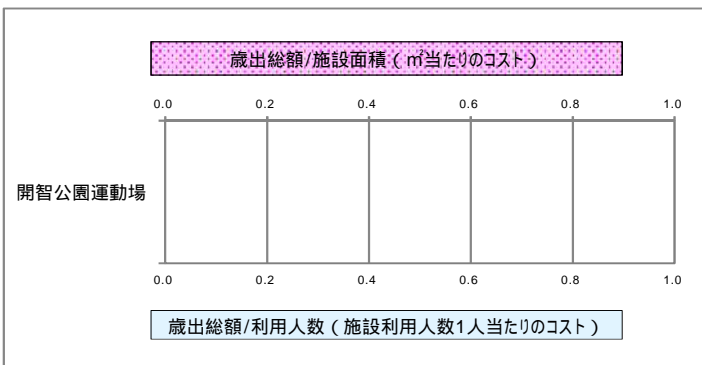 歳出総額/施設面積（㎡当たりのコスト）
0.0 0.2 0.4 0.6 0.8 1.0
開智公園運動場
0.0 0.2 0.4 0.6 0.8 1.0
歳出総額/利用人数（施設利用人数1人当たりのコスト）